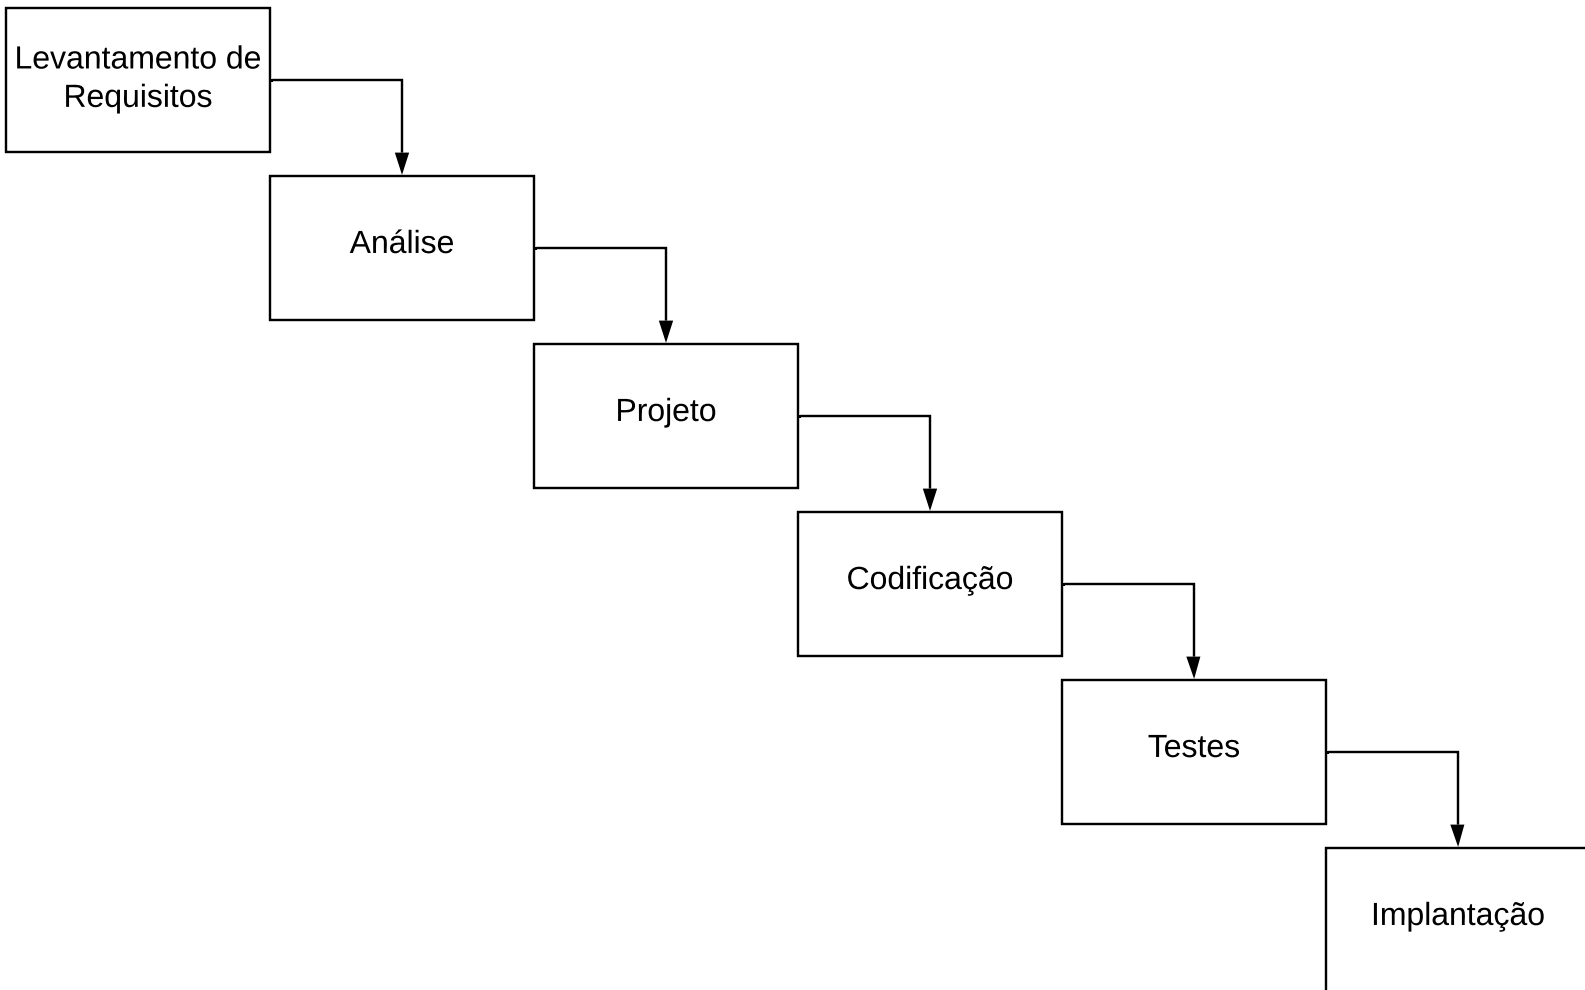 Levantamento de
Requisitos
Análise
Projeto
Codificação
Testes
Implantação